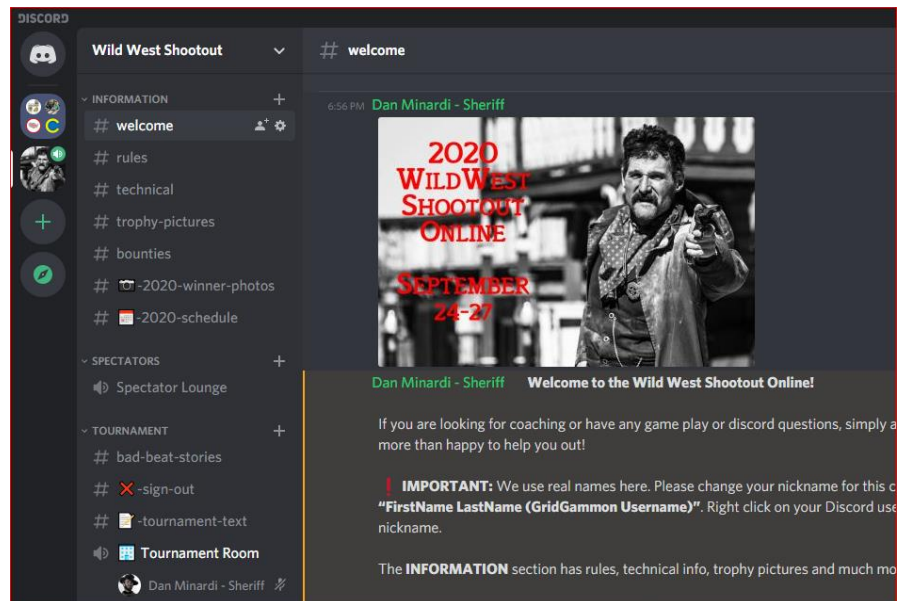 DISCORD
Wild West Shootout
# welcome
INFORMATION
# welcome
# rules
# technical
# trophy-pictures
# bounties
# -2020-winner-photos
# -2020-schedule
SPECTATORS
Spectator Lounge
TOURNAMENT
# bad-beat-stories
# ❌-sign-out
# 📝-tournament-text
Tournament Room
Dan Minardi - Sheriff
6:56 PM Dan Minardi - Sheriff
2020
WILDWEST
SHOOTOUT
ONLINE
SEPTEMBER
24-27
Dan Minardi - Sheriff Welcome to the Wild West Shootout Online!
If you are looking for coaching or have any game play or discord questions, simply a
more than happy to help you out!
❗ IMPORTANT: We use real names here. Please change your nickname for this c
“FirstName LastName (GridGammon Username)”. Right click on your Discord use
nickname.
The INFORMATION section has rules, technical info, trophy pictures and much mo